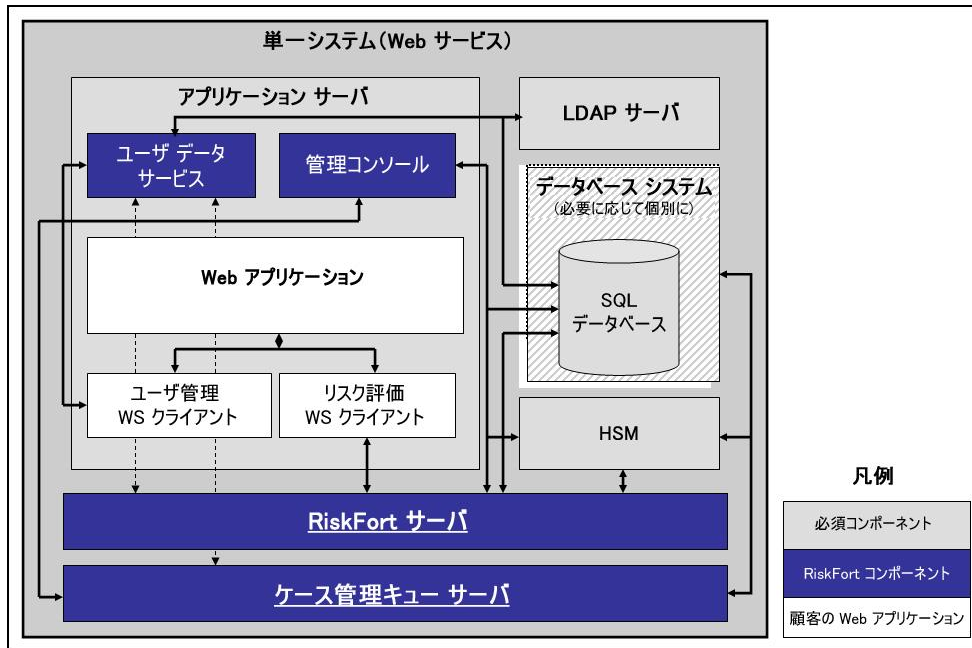 単一システム(Web サービス)
アプリケーション サーバ
LDAP サーバ
ユーザ データ
サービス
管理コンソール
データベース システム
(必要に応じて個別に)
Web アプリケーション
SQL
データベース
ユーザ管理
WS クライアント
リスク評価
WS クライアント
HSM
RiskFort サーバ
ケース管理キュー サーバ
凡例
必須コンポーネント
RiskFort コンポーネント
顧客の Web アプリケーション